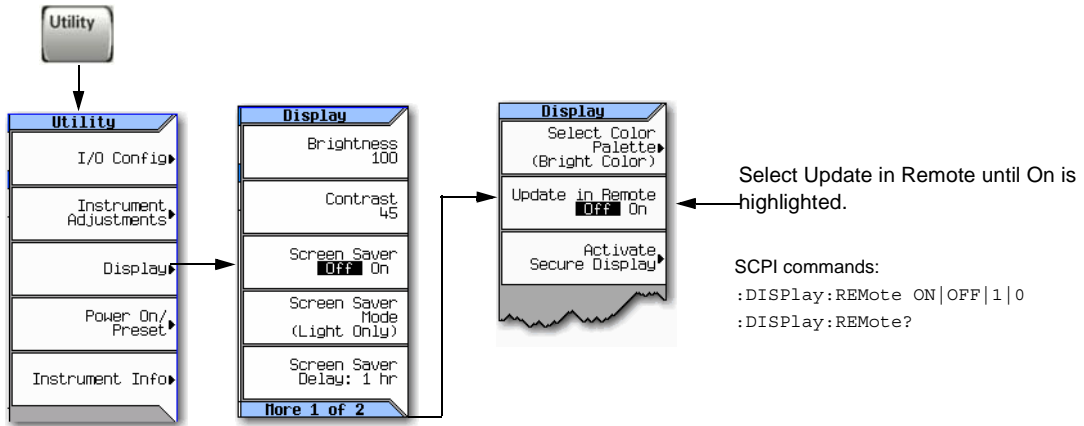 Utility
Utility
I/O Config
Instrument
Adjustments
Display
Power On/
Preset
Instrument Info
Display
Brightness
100
Contrast
45
Screen Saver
Off On
Screen Saver
Mode
(Light Only)
Screen Saver
Delay: 1 hr
More 1 of 2
Display
Select Color
Palette
(Bright Color)
Update in Remote
Off On
Activate
Secure Display
Select Update in Remote until On is
highlighted.
SCPI commands:
:DISPlay:REMote ON|OFF|1|0
:DISPlay:REMote?